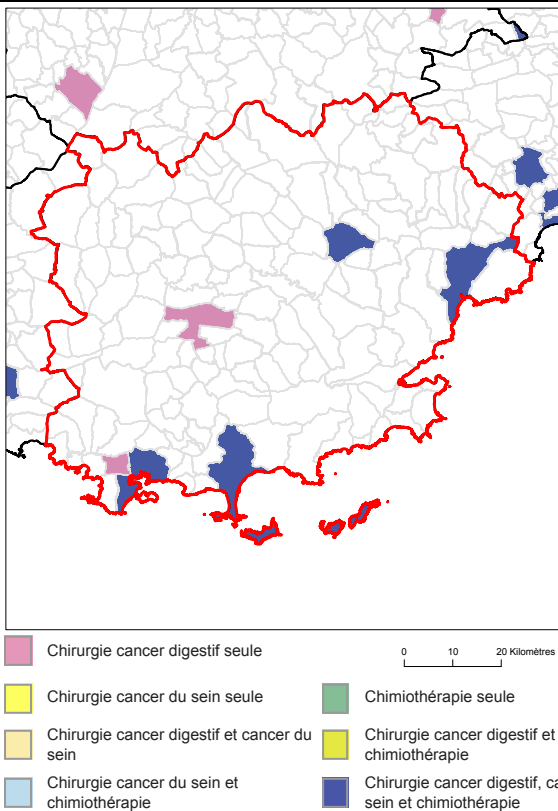 Chirurgie cancer digestif seule
0 10 20 Kilomètres
Chirurgie cancer du sein seule
Chimiothérapie seule
Chirurgie cancer digestif et cancer du
sein
Chirurgie cancer digestif et
chimiothérapie
Chirurgie cancer du sein et
chimiothérapie
Chirurgie cancer digestif, ca
sein et chimiothérapie